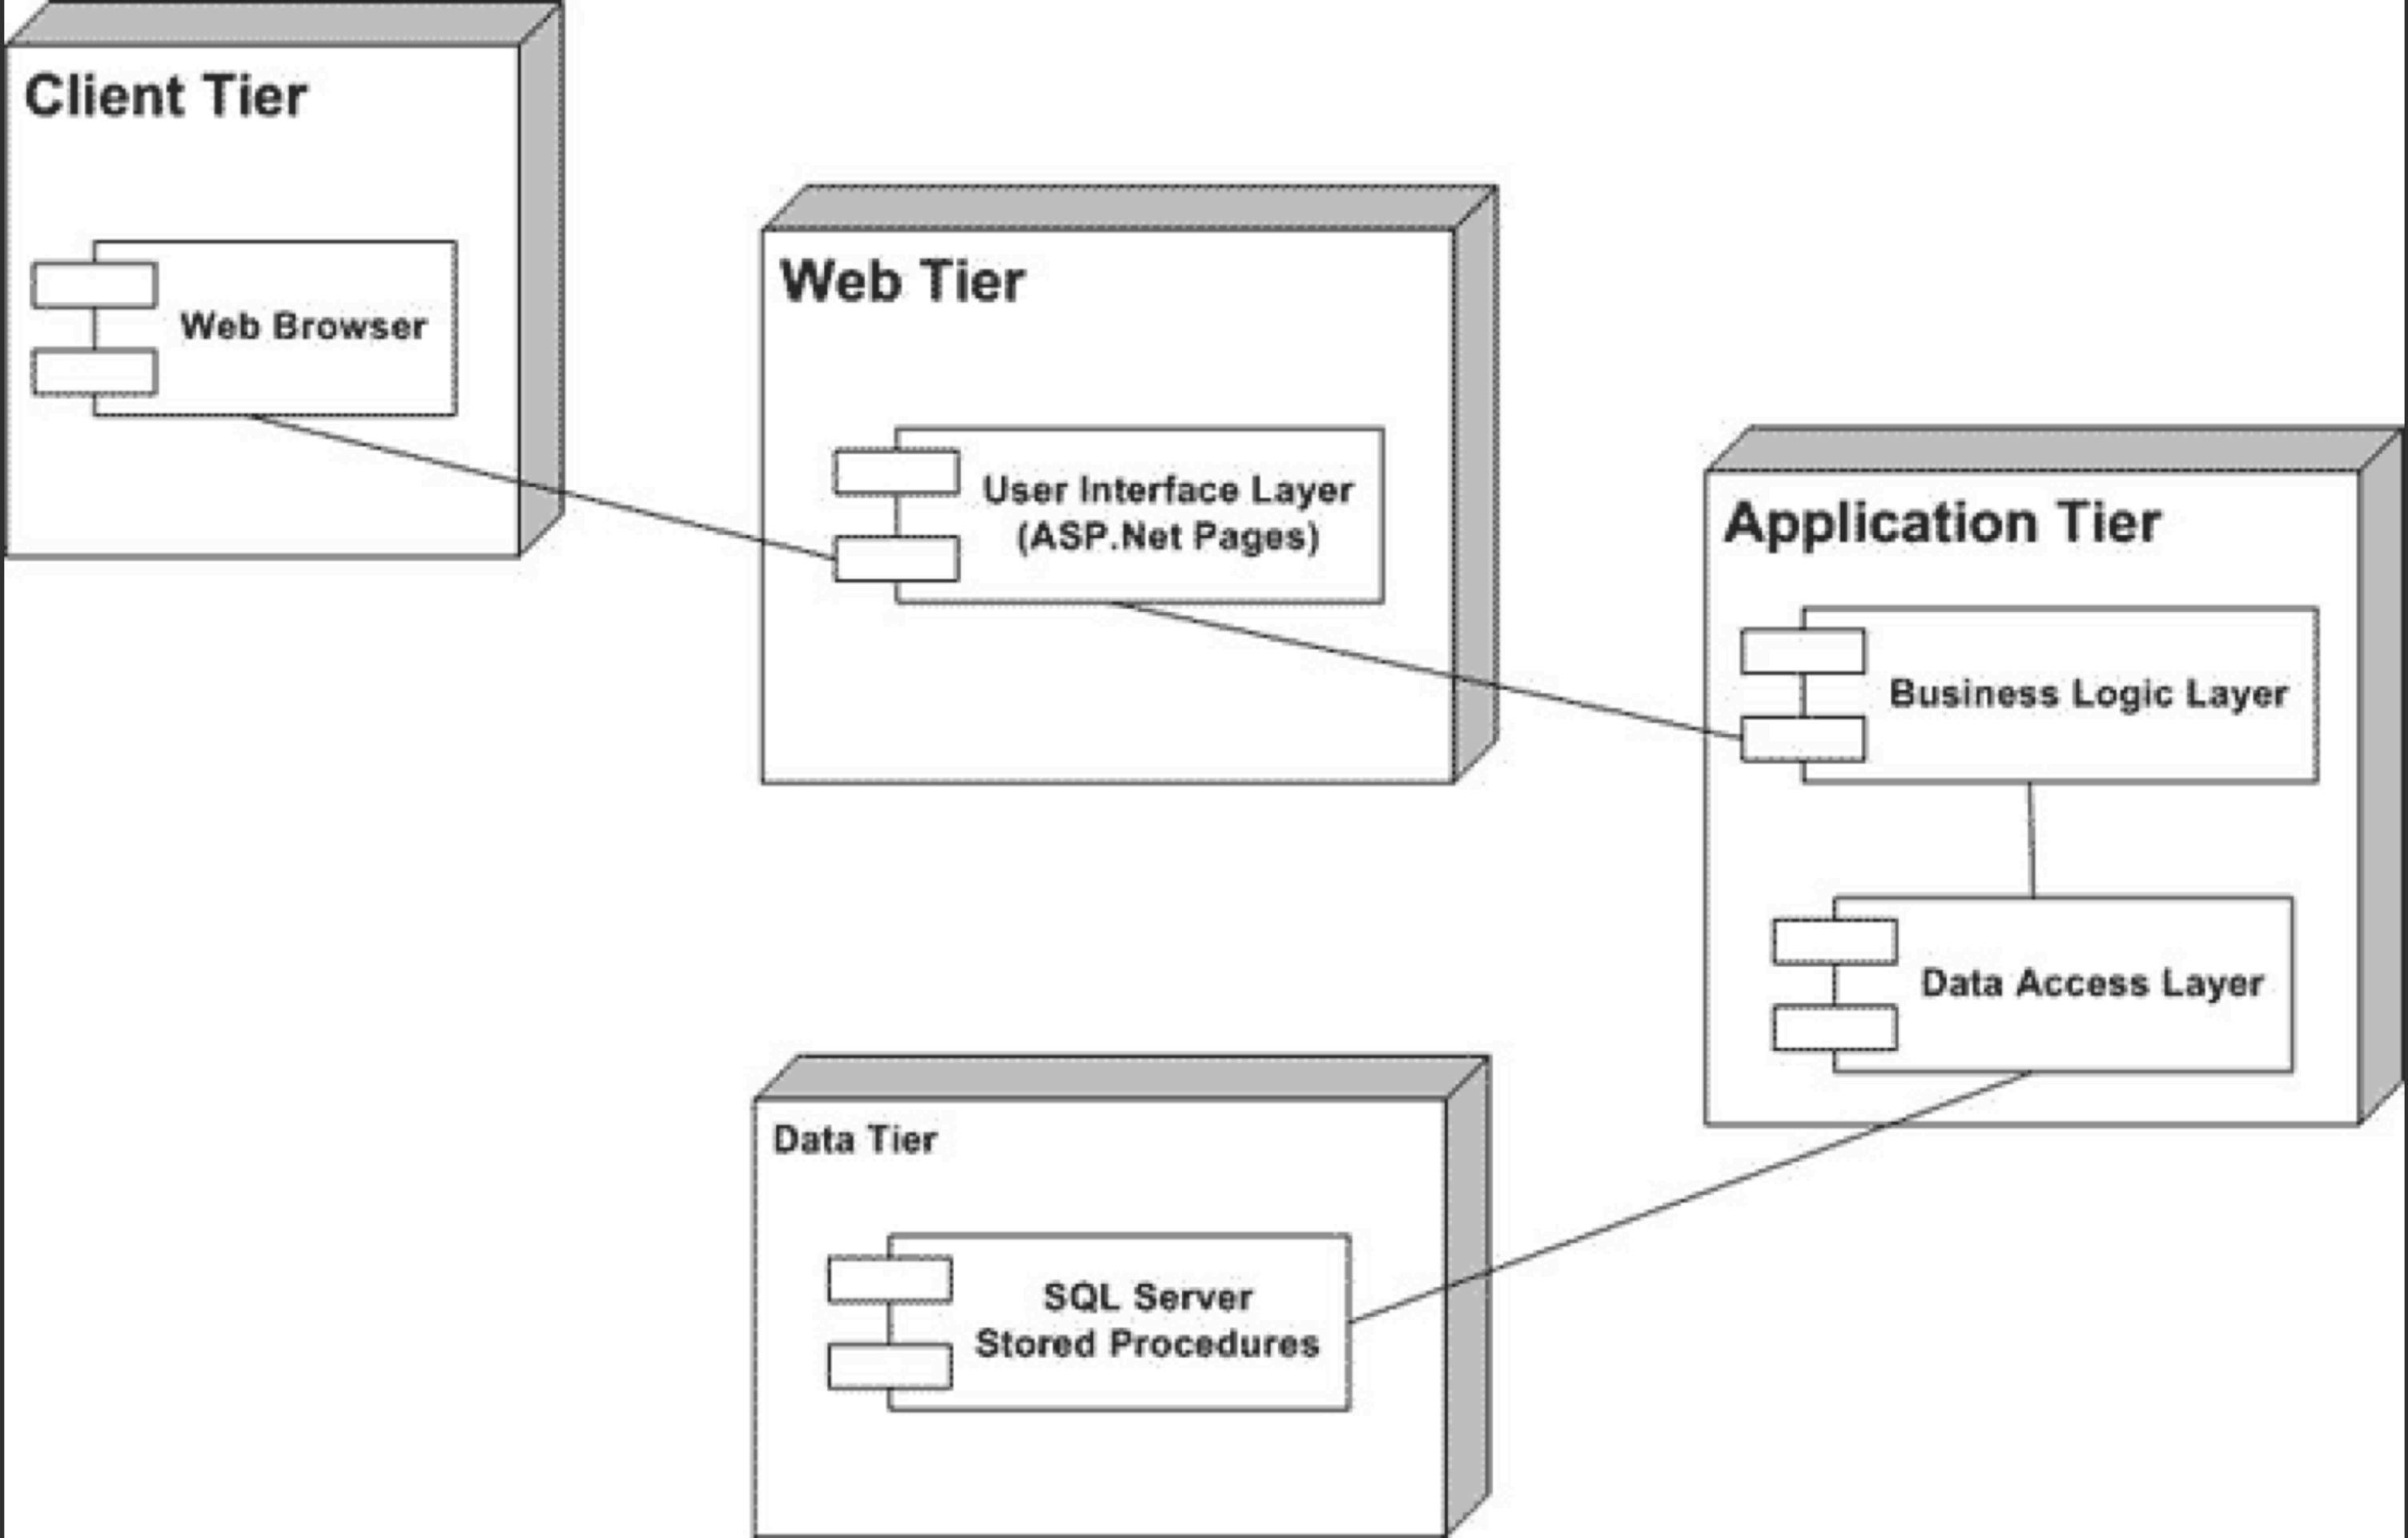 Client Tier
Web Browser
Web Tier
User Interface Layer
(ASP.Net Pages)
Application Tier
Business Logic Layer
Data Access Layer
Data Tier
SQL Server
Stored Procedures